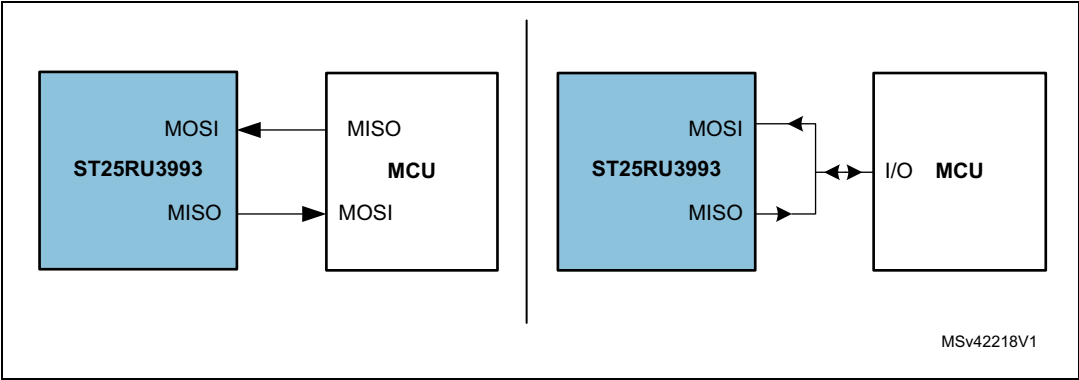 MOSI
MISO
ST25RU3993
MCU
MISO
MOSI
MOSI
ST25RU3993
I/O MCU
MISO
MSv42218V1